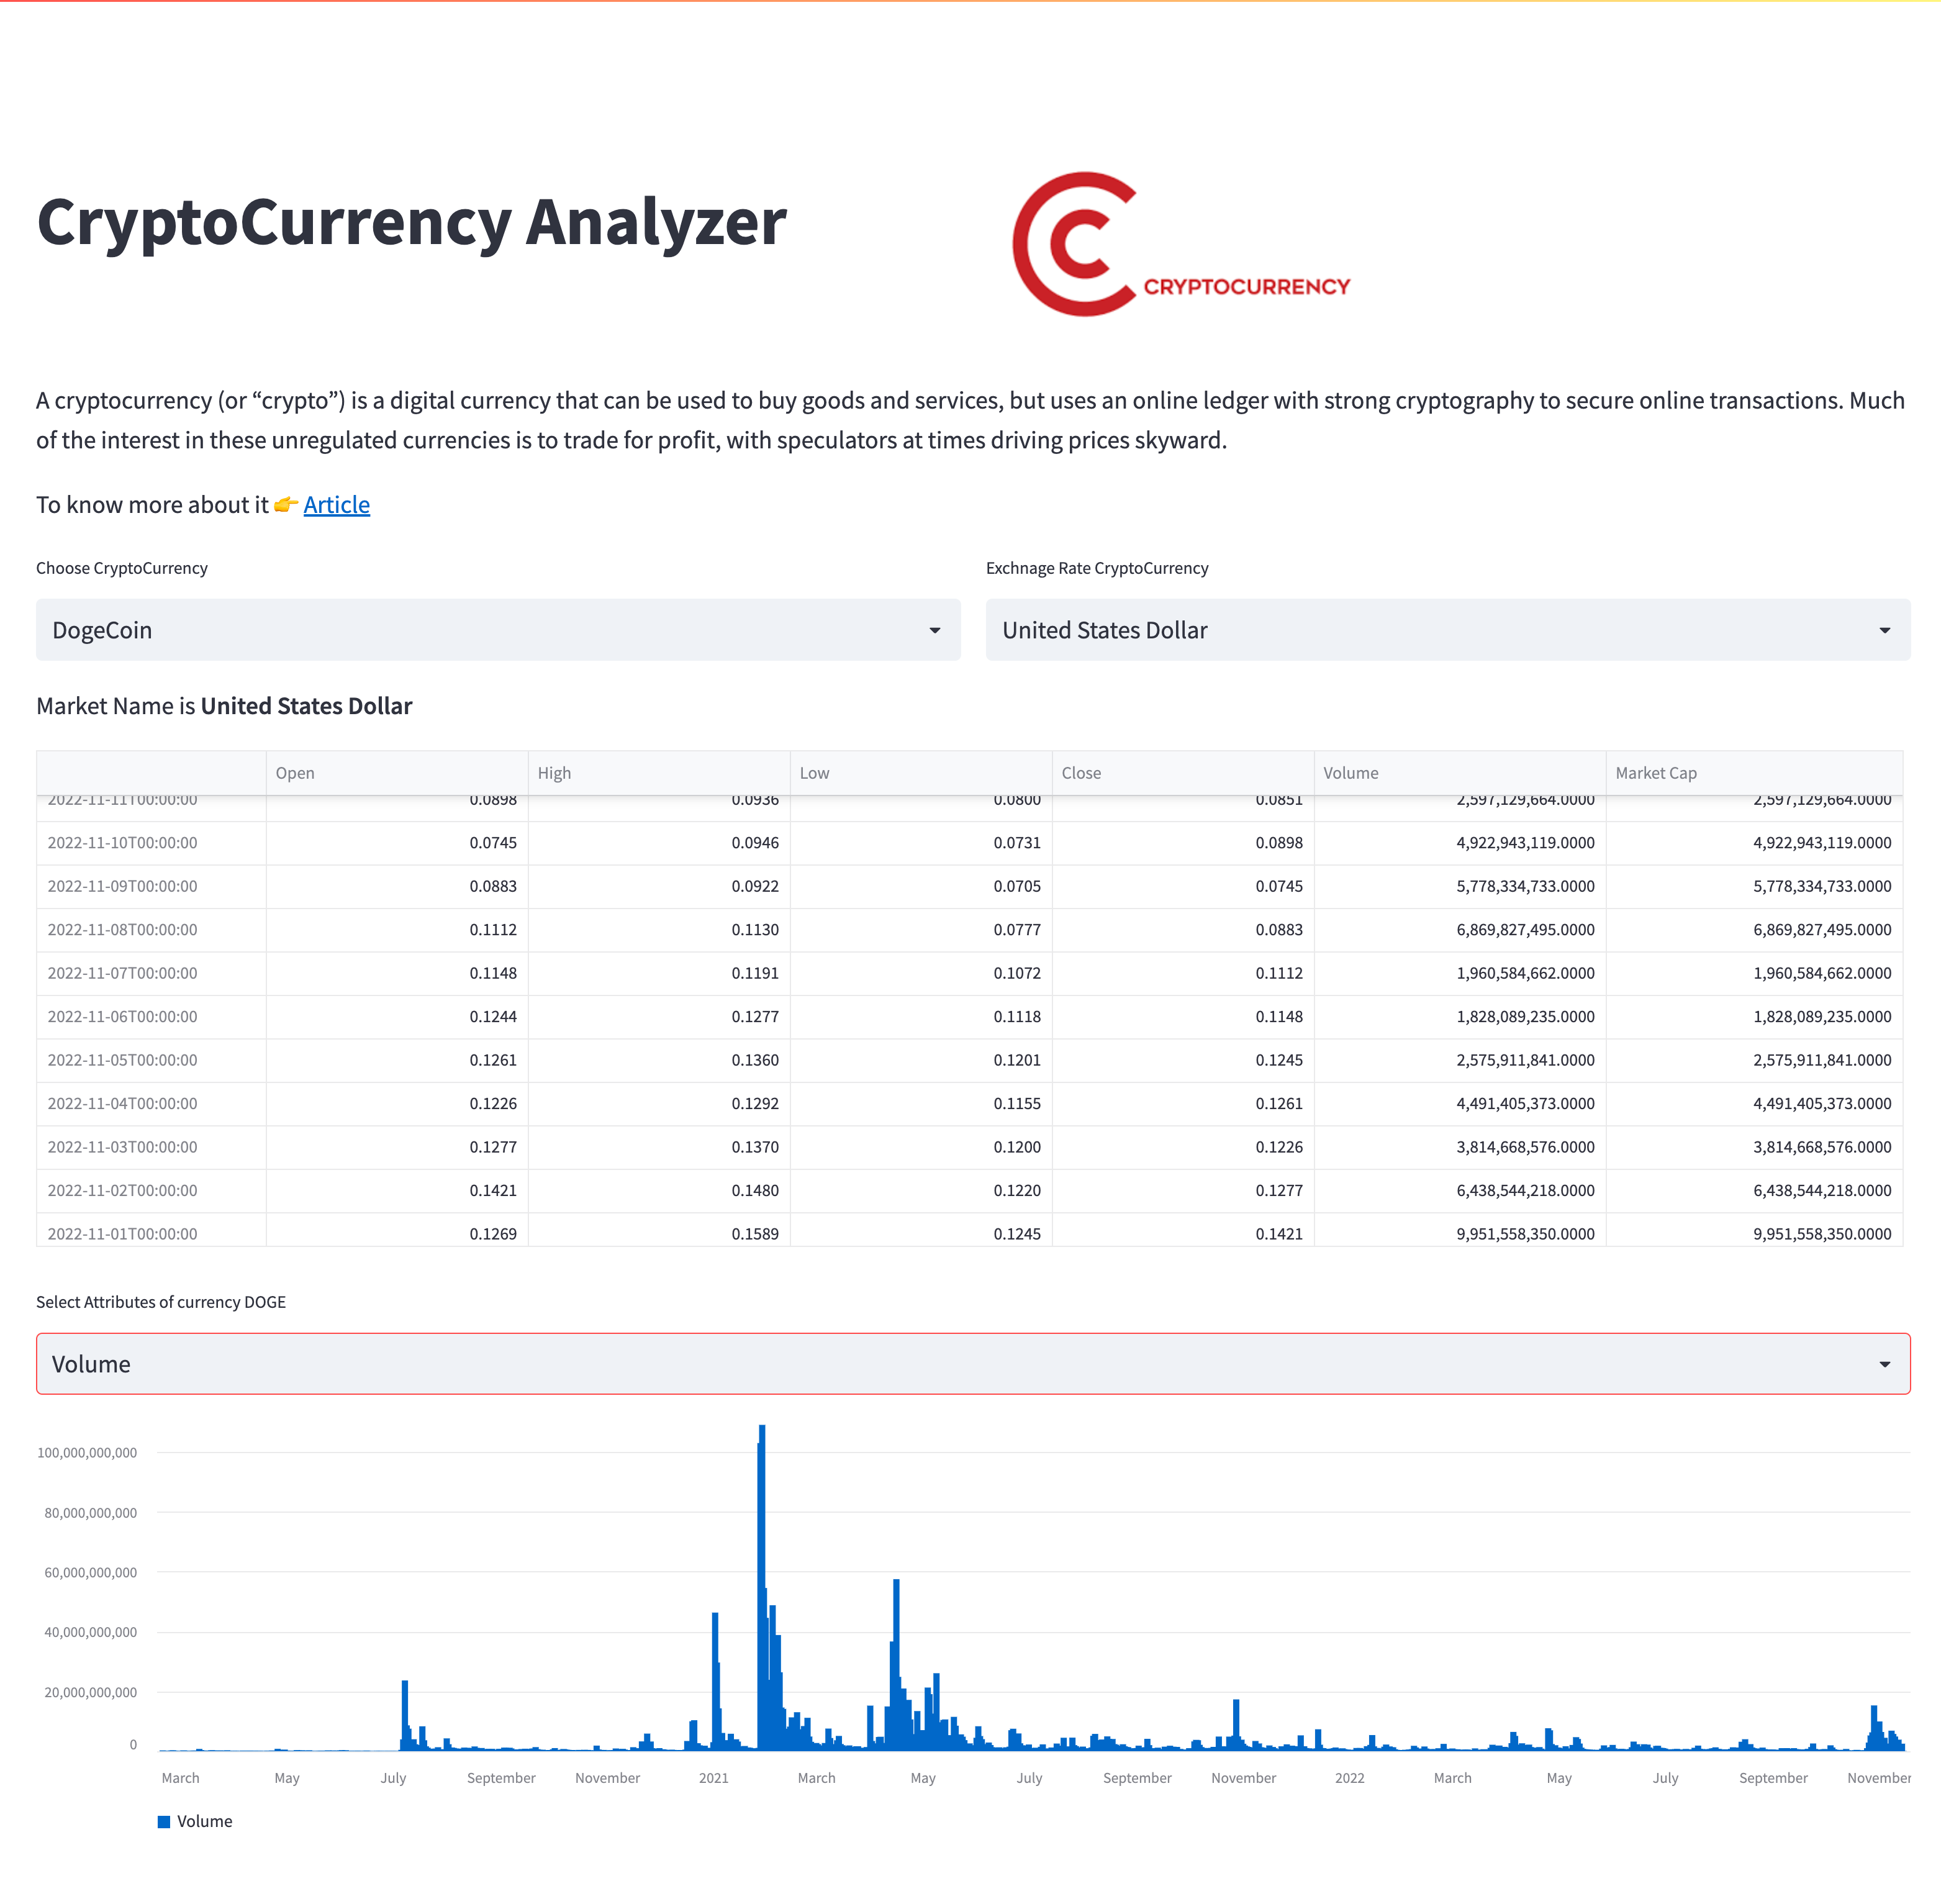 CryptoCurrency Analyzer
CRYPTOCURRENCY
A cryptocurrency (or “crypto”) is a digital currency that can be used to buy goods and services, but uses an online ledger with strong cryptography to secure online transactions. Much
of the interest in these unregulated currencies is to trade for profit, with speculators at times driving prices skyward.
To know more about it 👉 Article
Choose CryptoCurrency
Exchnage Rate CryptoCurrency
DogeCoin
United States Dollar
Market Name is United States Dollar
Open High Low Close Volume Market Cap
2022-11-11T00:00:00 0.0898 0.0936 0.0800 0.0851 2,597,129,664.0000 2,597,129,664.0000
2022-11-10T00:00:00 0.0745 0.0946 0.0731 0.0898 4,922,943,119.0000 4,922,943,119.0000
2022-11-09T00:00:00 0.0883 0.0922 0.0705 0.0745 5,778,334,733.0000 5,778,334,733.0000
2022-11-08T00:00:00 0.1112 0.1130 0.0777 0.0883 6,869,827,495.0000 6,869,827,495.0000
2022-11-07T00:00:00 0.1148 0.1191 0.1072 0.1112 1,960,584,662.0000 1,960,584,662.0000
2022-11-06T00:00:00 0.1244 0.1277 0.1118 0.1148 1,828,089,235.0000 1,828,089,235.0000
2022-11-05T00:00:00 0.1261 0.1360 0.1201 0.1245 2,575,911,841.0000 2,575,911,841.0000
2022-11-04T00:00:00 0.1226 0.1292 0.1155 0.1261 4,491,405,373.0000 4,491,405,373.0000
2022-11-03T00:00:00 0.1277 0.1370 0.1200 0.1226 3,814,668,576.0000 3,814,668,576.0000
2022-11-02T00:00:00 0.1421 0.1480 0.1220 0.1277 6,438,544,218.0000 6,438,544,218.0000
2022-11-01T00:00:00 0.1269 0.1589 0.1245 0.1421 9,951,558,350.0000 9,951,558,350.0000
Select Attributes of currency DOGE
Volume
100,000,000,000
80,000,000,000
60,000,000,000
40,000,000,000
20,000,000,000
0
March May July September November 2021 March May July September November 2022 March May July September November
Volume